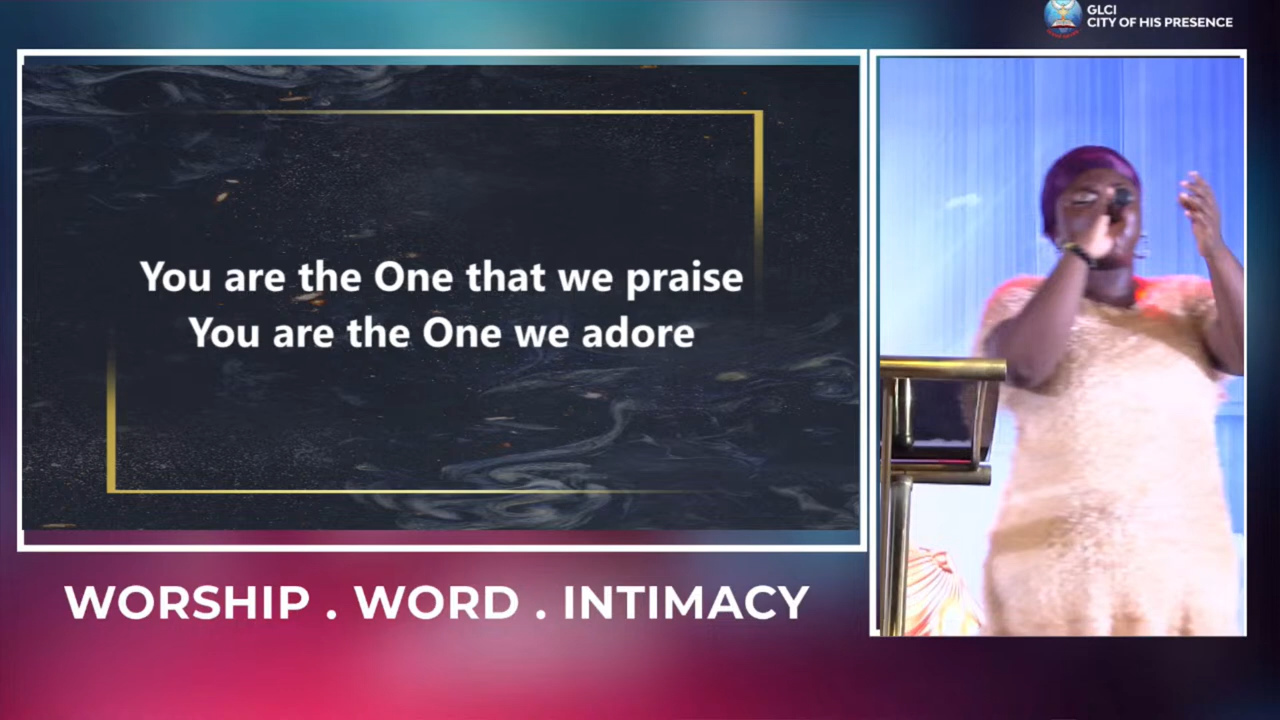 GLCI
CITY OF HIS PRESENCE
You are the One that we praise
You are the One we adore
WORSHIP . WORD . INTIMACY